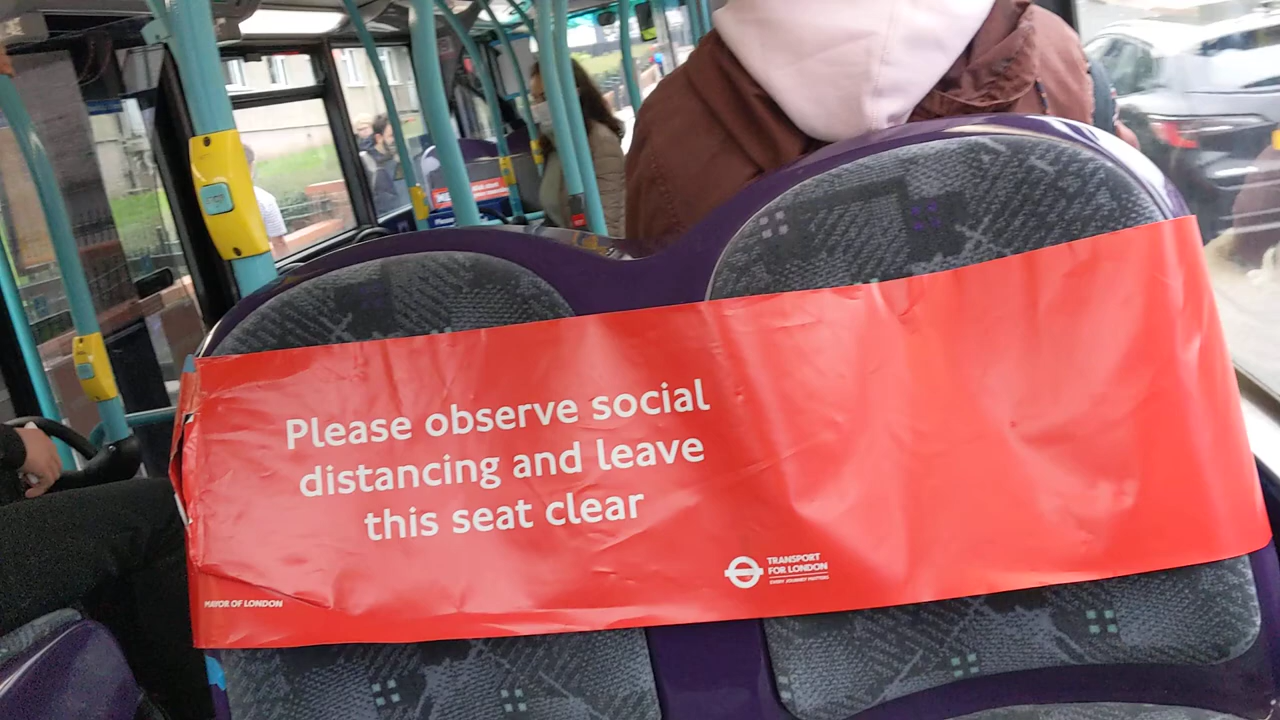 Please observe social
distancing and leave
this seat clear
TRANSPORT
FOR LONDON
EVERY JOURNEY MATTERS
MAYOR OF LONDON